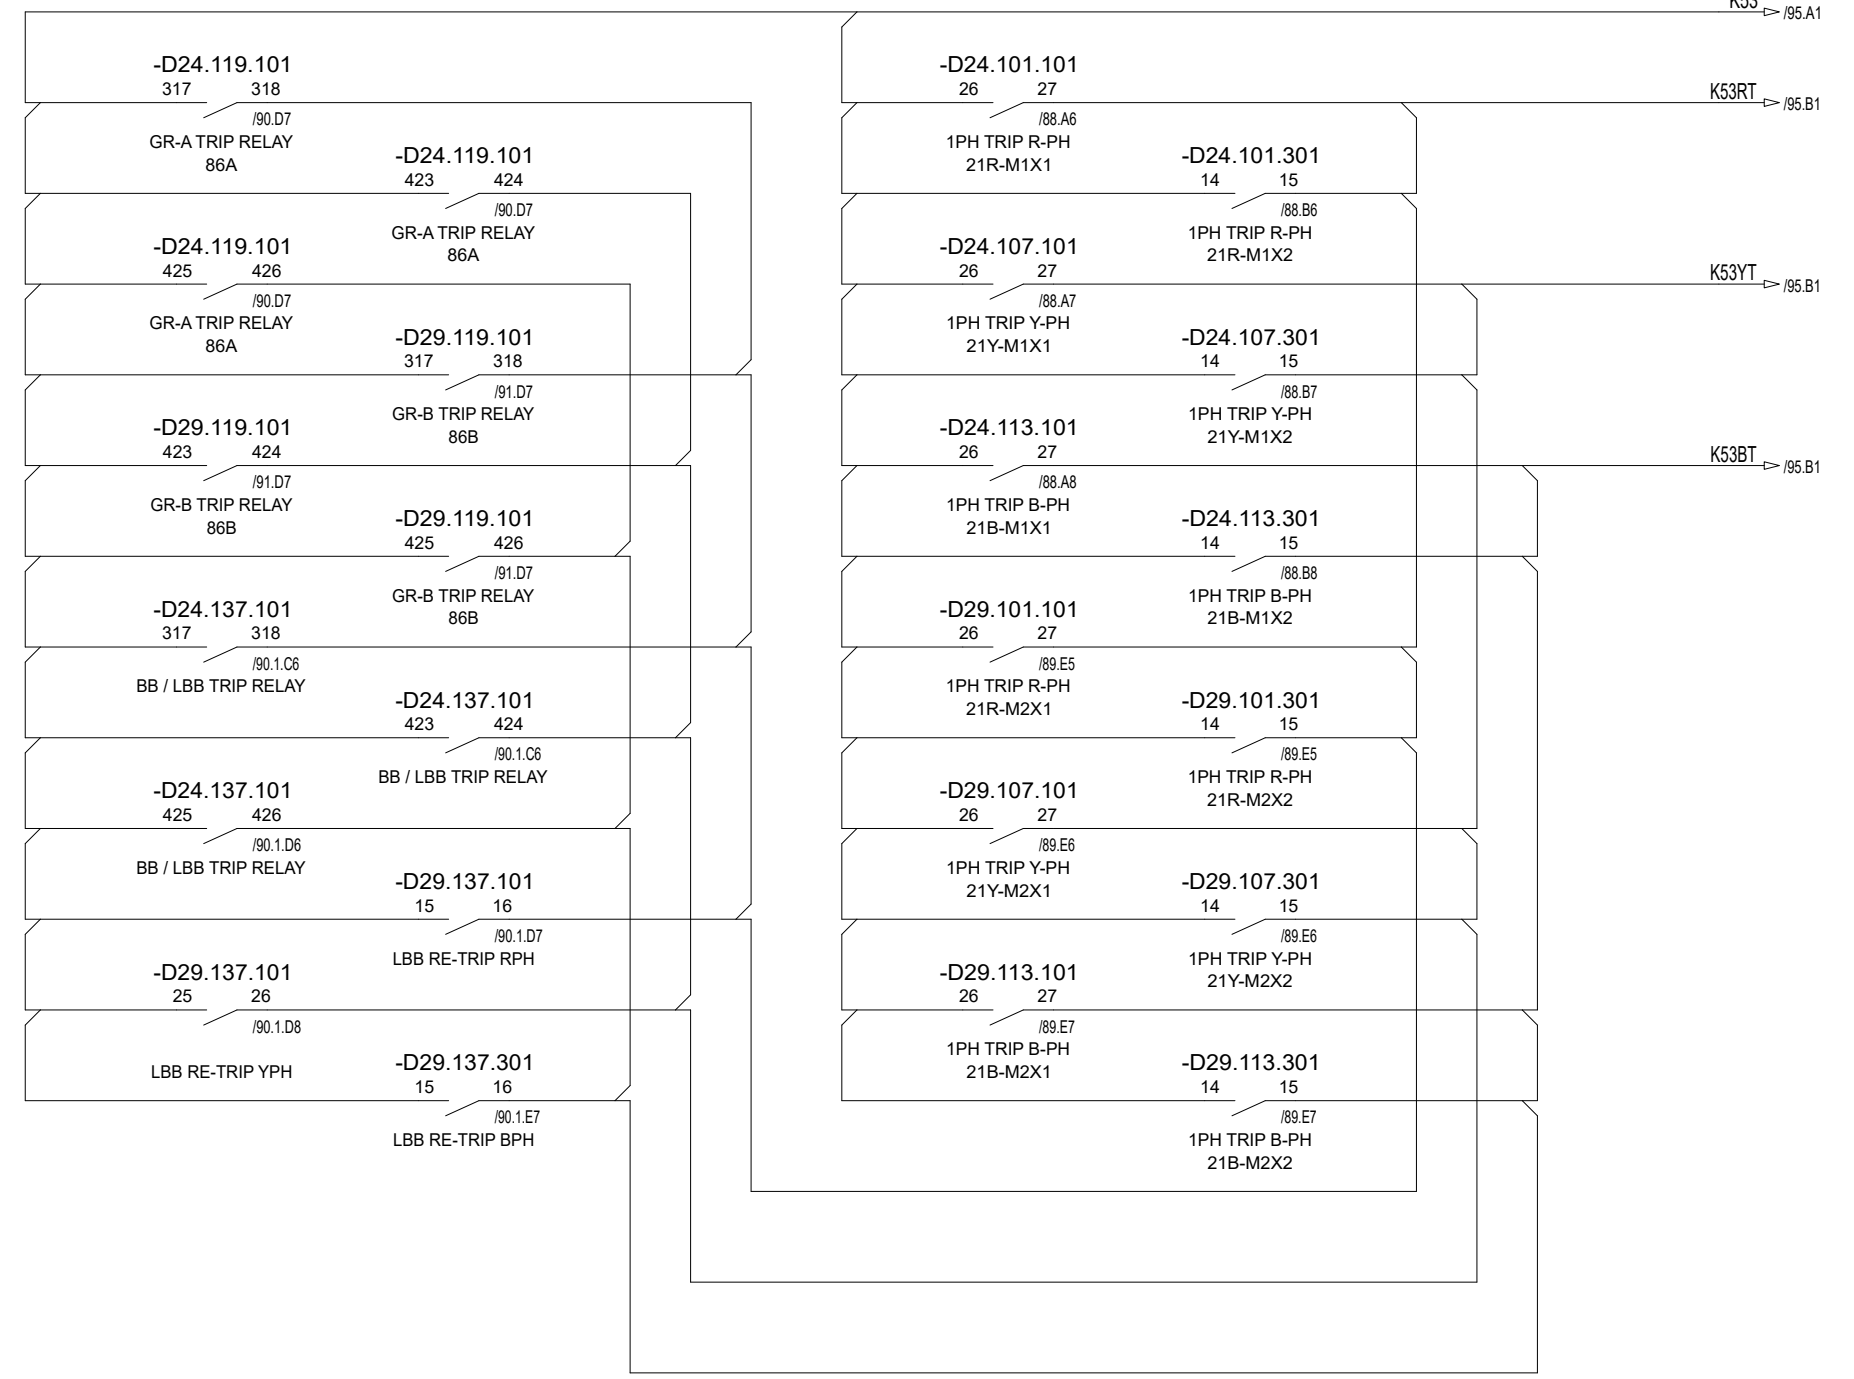 K53
/95.A1
-D24.119.101
317 318
/90.D7
GR-A TRIP RELAY
86A
-D24.119.101
423 424
/90.D7
GR-A TRIP RELAY
86A
-D24.119.101
425 426
/90.D7
GR-A TRIP RELAY
86A
-D29.119.101
317 318
/91.D7
GR-B TRIP RELAY
86B
-D29.119.101
423 424
/91.D7
GR-B TRIP RELAY
86B
-D29.119.101
425 426
/91.D7
GR-B TRIP RELAY
86B
-D24.137.101
317 318
/90.1.C6
BB / LBB TRIP RELAY
-D24.137.101
423 424
/90.1.C6
BB / LBB TRIP RELAY
-D24.137.101
425 426
/90.1.D6
BB / LBB TRIP RELAY
-D29.137.101
15 16
/90.1.D7
LBB RE-TRIP RPH
-D29.137.101
25 26
/90.1.D8
LBB RE-TRIP YPH
-D29.137.301
15 16
/90.1.E7
LBB RE-TRIP BPH
-D24.101.101
26 27
/88.A6
1PH TRIP R-PH
21R-M1X1
K53RT
/95.B1
-D24.101.301
14 15
/88.B6
1PH TRIP R-PH
21R-M1X2
-D24.107.101
26 27
/88.A7
1PH TRIP Y-PH
21Y-M1X1
K53YT
/95.B1
-D24.107.301
14 15
/88.B7
1PH TRIP Y-PH
21Y-M1X2
-D24.113.101
26 27
/88.A8
1PH TRIP B-PH
21B-M1X1
K53BT
/95.B1
-D24.113.301
14 15
/88.B8
1PH TRIP B-PH
21B-M1X2
-D29.101.101
26 27
/89.E5
1PH TRIP R-PH
21R-M2X1
-D29.101.301
14 15
/89.E5
1PH TRIP R-PH
21R-M2X2
-D29.107.101
26 27
/89.E6
1PH TRIP Y-PH
21Y-M2X1
-D29.107.301
14 15
/89.E6
1PH TRIP Y-PH
21Y-M2X2
-D29.113.101
26 27
/89.E7
1PH TRIP B-PH
21B-M2X1
-D29.113.301
14 15
/89.E7
1PH TRIP B-PH
21B-M2X2